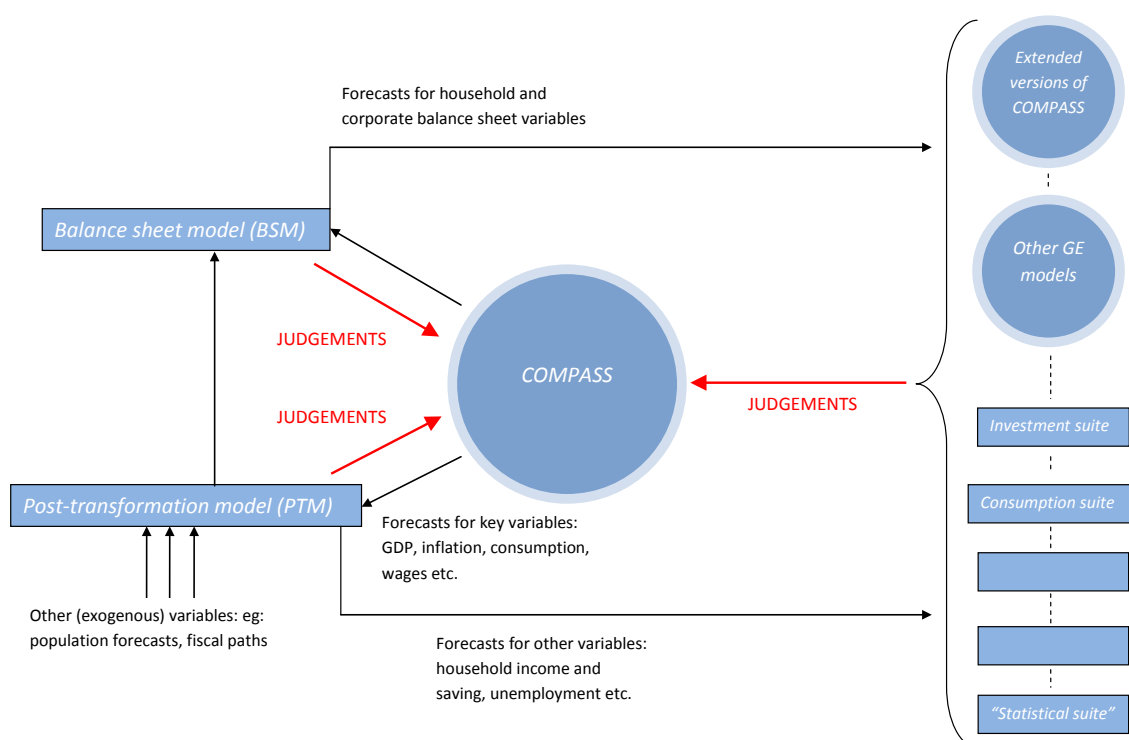 Extended
versions of
COMPASS
Forecasts for household and
corporate balance sheet variables
Balance sheet model (BSM)
Other GE
models
JUDGEMENTS
COMPASS
JUDGEMENTS
JUDGEMENTS
Investment suite
Post-transformation model (PTM)
Consumption suite
Forecasts for key variables:
GDP, inflation, consumption,
wages etc.
Other (exogenous) variables: eg:
population forecasts, fiscal paths
Forecasts for other variables:
household income and
saving, unemployment etc.
“Statistical suite”